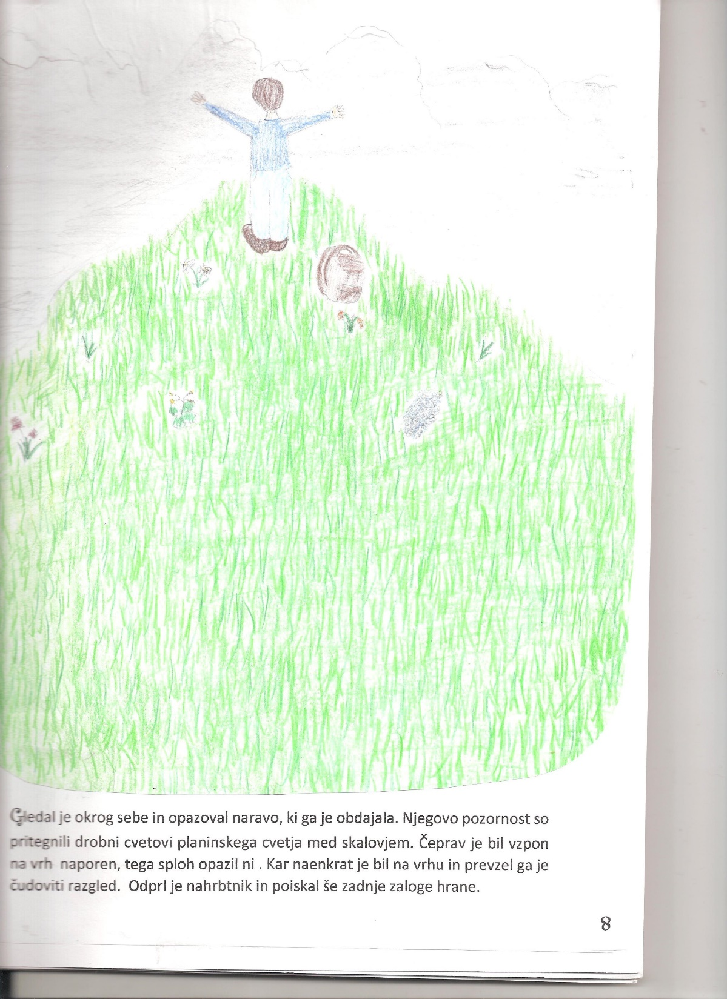 Gledal je okrog sebe in opazoval naravo, ki ga je obdajala. Njegovo pozornost so
pritegnili drobni cvetovi planinskega cvetja med skalovjem. Čeprav je bil vzpon
na vrh naporen, tega sploh opazil ni . Kar naenkrat je bil na vrhu in prevzel ga je
čudoviti razgled. Odprl je nahrbtnik in poiskal še zadnje zaloge hrane.
8